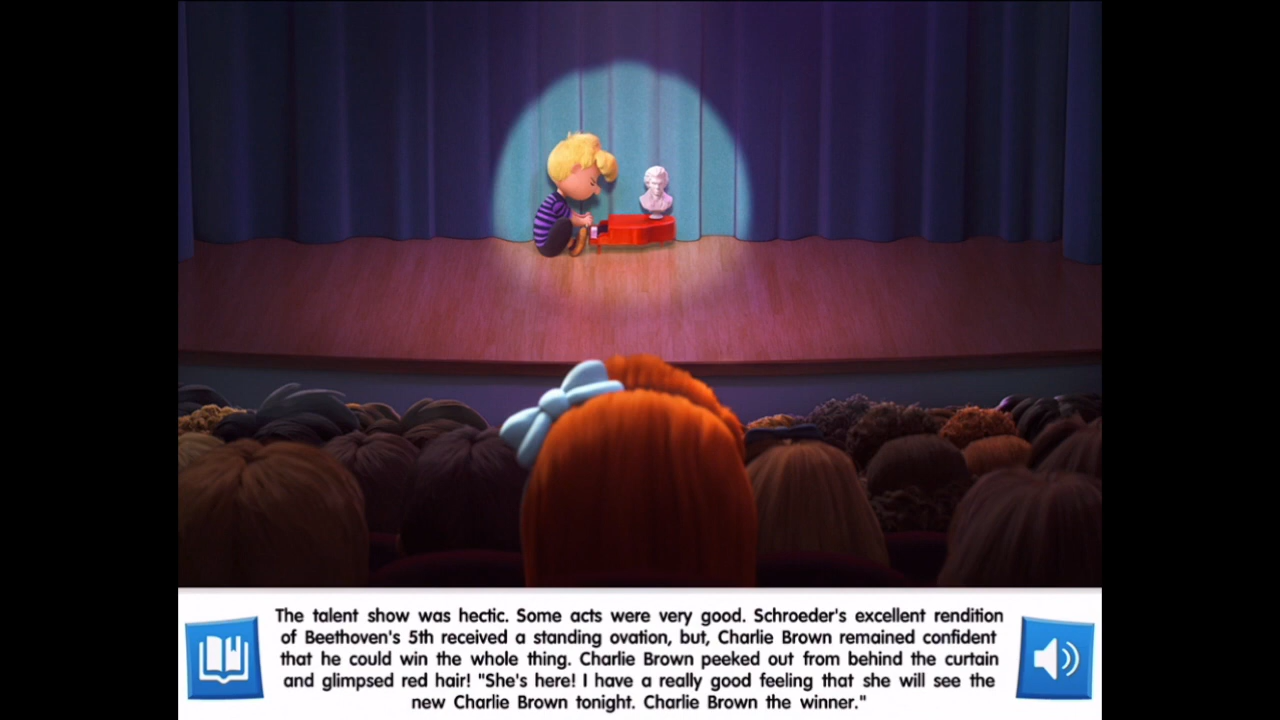 The talent show was hectic. Some acts were very good. Schroeder's excellent rendition
of Beethoven's 5th received a standing ovation, but, Charlie Brown remained confident
that he could win the whole thing. Charlie Brown peeked out from behind the curtain
and glimpsed red hair! "She's here! I have a really good feeling that she will see the
new Charlie Brown tonight. Charlie Brown the winner."